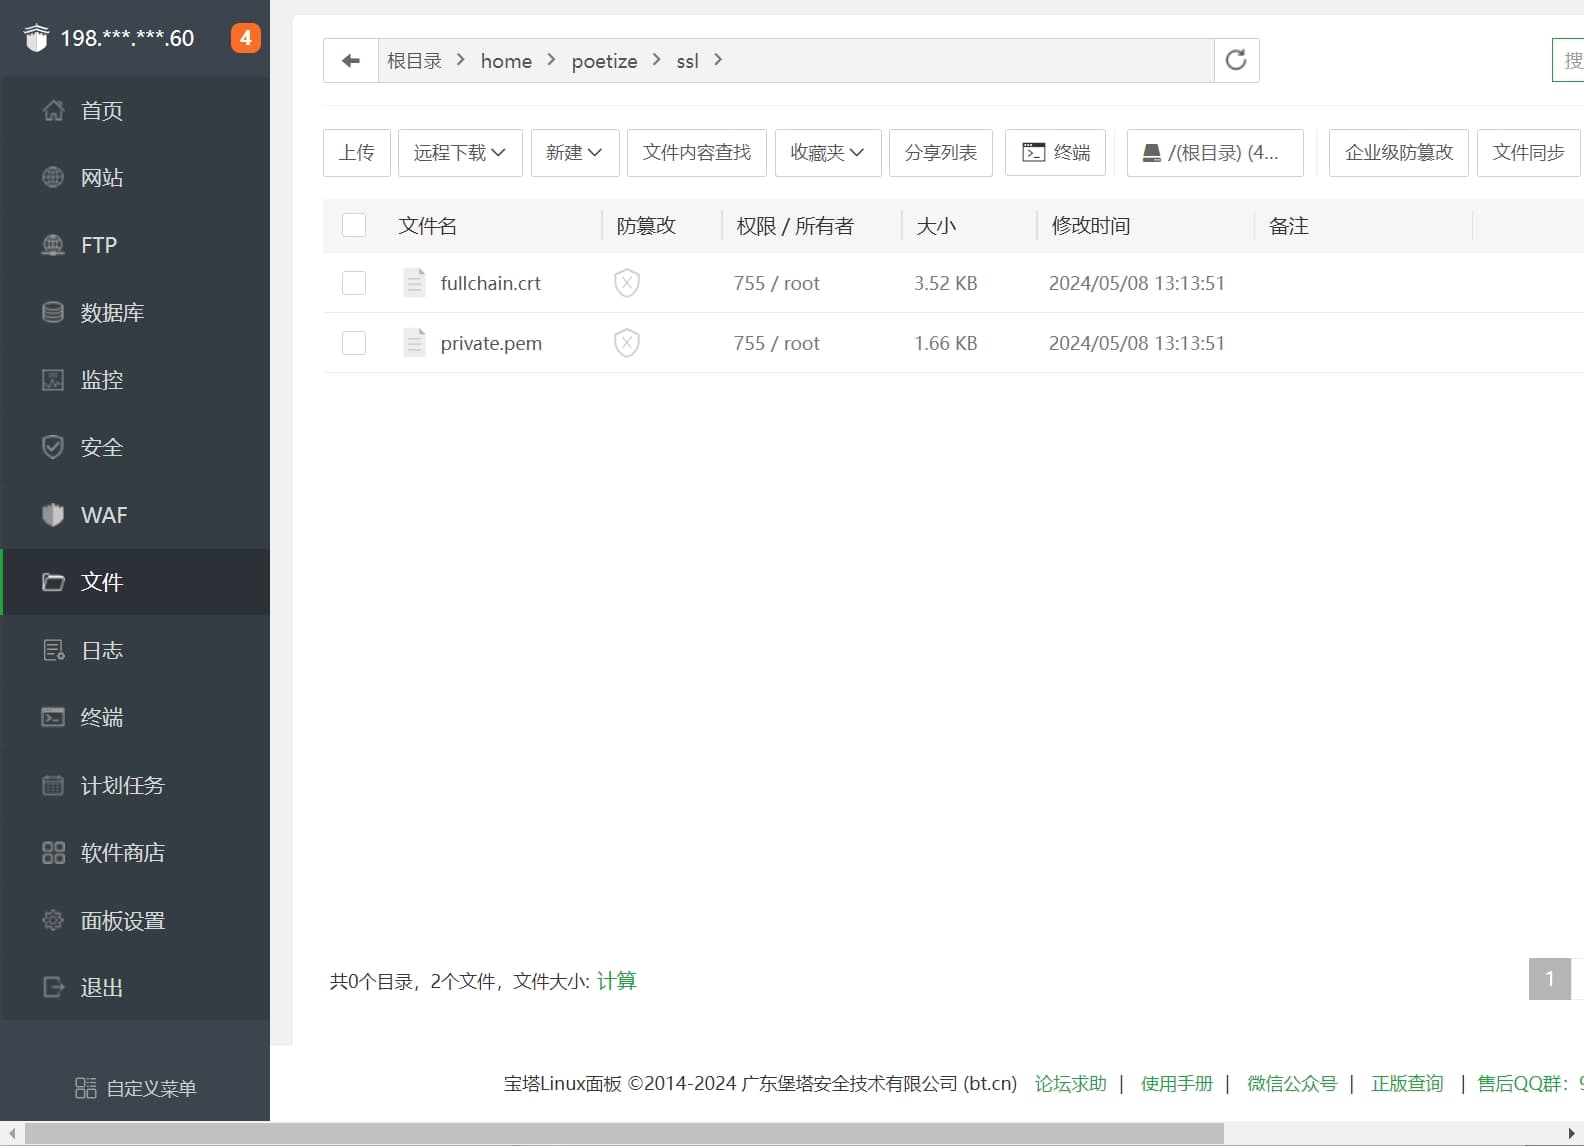 198.***.***.60 4
首页
网站
FTP
数据库
监控
安全
WAF
文件
日志
终端
计划任务
软件商店
面板设置
退出
自定义菜单
根目录 > home > poetize > ssl >
搜
上传 远程下载 新建 文件内容查找 收藏夹 分享列表 终端 /(根目录) (4... 企业级防篡改 文件同步
文件名 防篡改 权限 / 所有者 大小 修改时间 备注
fullchain.crt 755 / root 3.52 KB 2024/05/08 13:13:51
private.pem 755 / root 1.66 KB 2024/05/08 13:13:51
共0个目录，2个文件，文件大小: 计算
1
宝塔Linux面板 ©2014-2024 广东堡塔安全技术有限公司 (bt.cn) 论坛求助 | 使用手册 | 微信公众号 | 正版查询 | 售后QQ群：